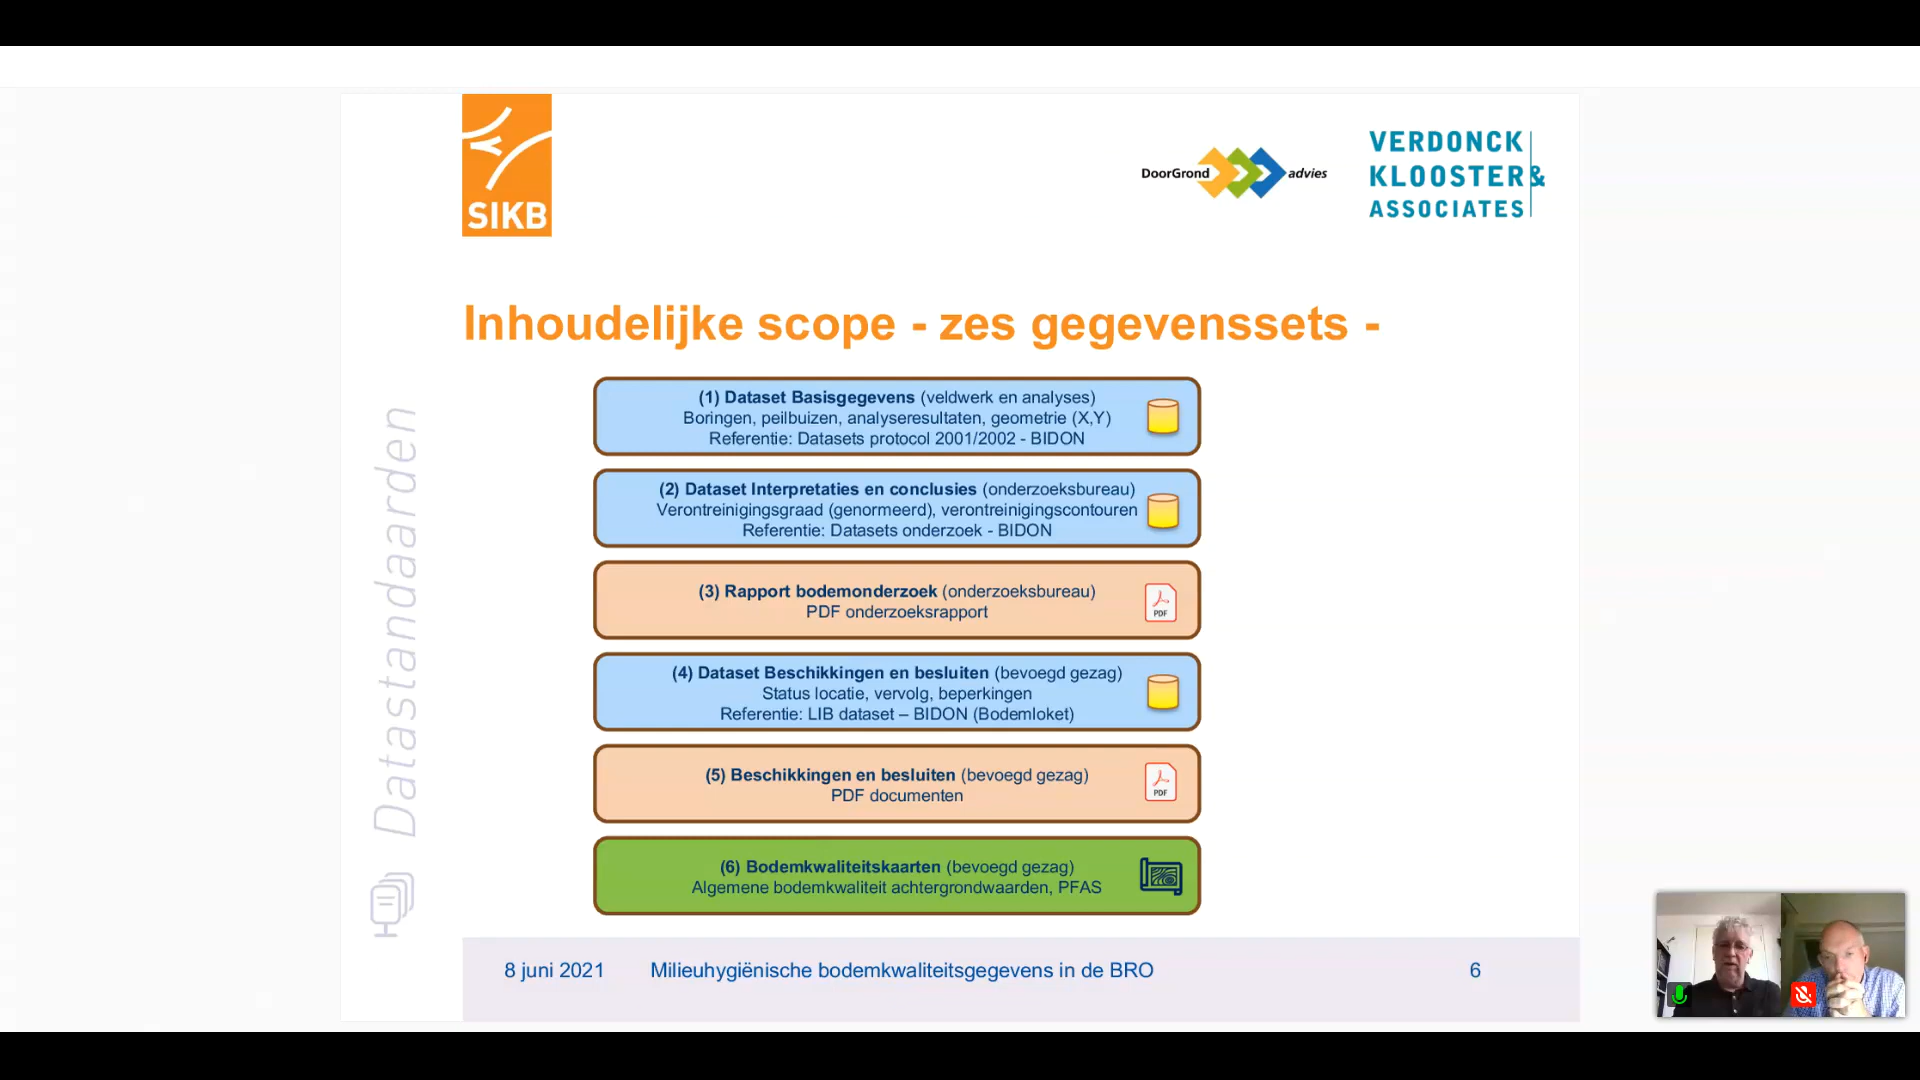 SIKB
DoorGrond advies
VERDONCK
KLOOSTER&
ASSOCIATES
Inhoudelijke scope - zes gegevenssets -
Datastandaarden
(1) Dataset Basisgegevens (veldwerk en analyses)
Boringen, peilbuizen, analyseresultaten, geometrie (X,Y)
Referentie: Datasets protocol 2001/2002 - BIDON
(2) Dataset Interpretaties en conclusies (onderzoeksbureau)
Verontreinigingsgraad (genormeerd), verontreinigingscontouren
Referentie: Datasets onderzoek - BIDON
(3) Rapport bodemonderzoek (onderzoeksbureau)
PDF onderzoeksrapport
PDF
(4) Dataset Beschikkingen en besluiten (bevoegd gezag)
Status locatie, vervolg, beperkingen
Referentie: LIB dataset – BIDON (Bodemloket)
(5) Beschikkingen en besluiten (bevoegd gezag)
PDF documenten
PDF
(6) Bodemkwaliteitskaarten (bevoegd gezag)
Algemene bodemkwaliteit achtergrondwaarden, PFAS
8 juni 2021 Milieuhygiënische bodemkwaliteitsgegevens in de BRO 6